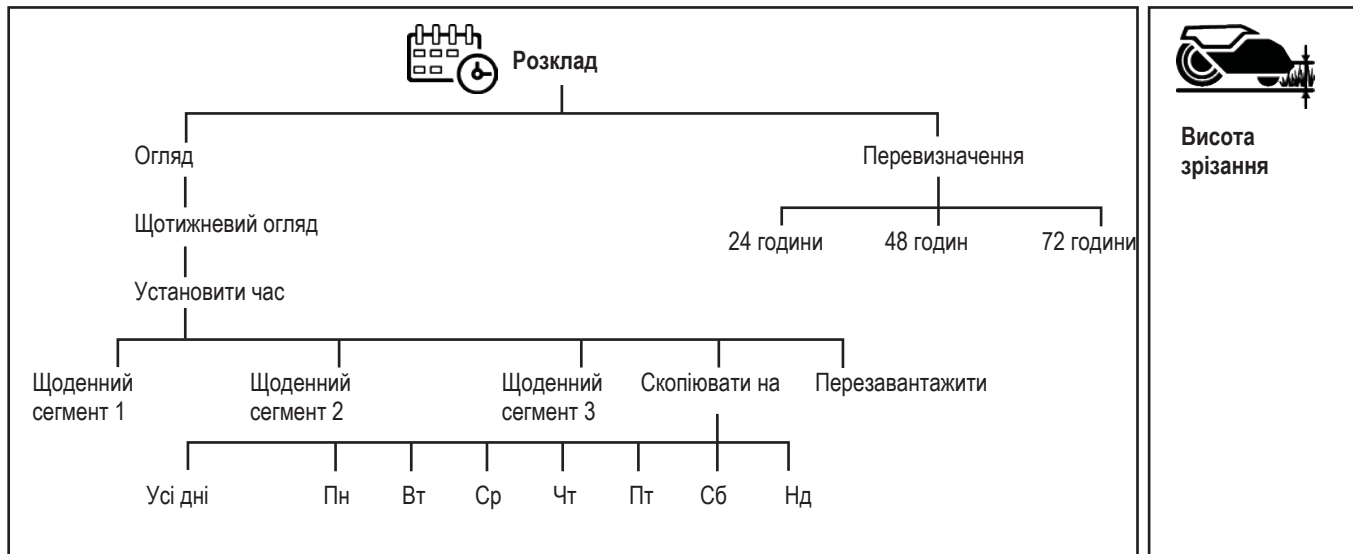 Розклад
Огляд
Перевизначення
Щотижневий огляд
24 години
48 годин
72 години
Установити час
Щоденний
сегмент 1
Щоденний
сегмент 2
Щоденний
сегмент 3
Скопіювати на
Перезавантажити
Усі дні
Пн
Вт
Ср
Чт
Пт
Сб
Нд
Висота
зрізання